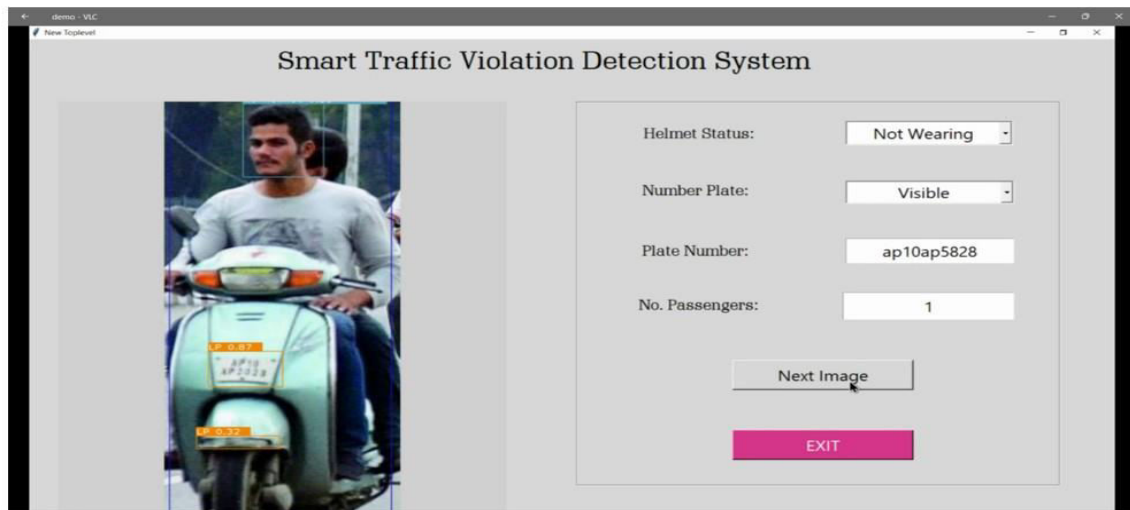 demo - VLC
New Toplevel
Smart Traffic Violation Detection System
Helmet Status: Not Wearing
Number Plate: Visible
Plate Number: ap10ap5828
No. Passengers: 1
Next Image
EXIT
LP 0.87
AP10
LP 0.32